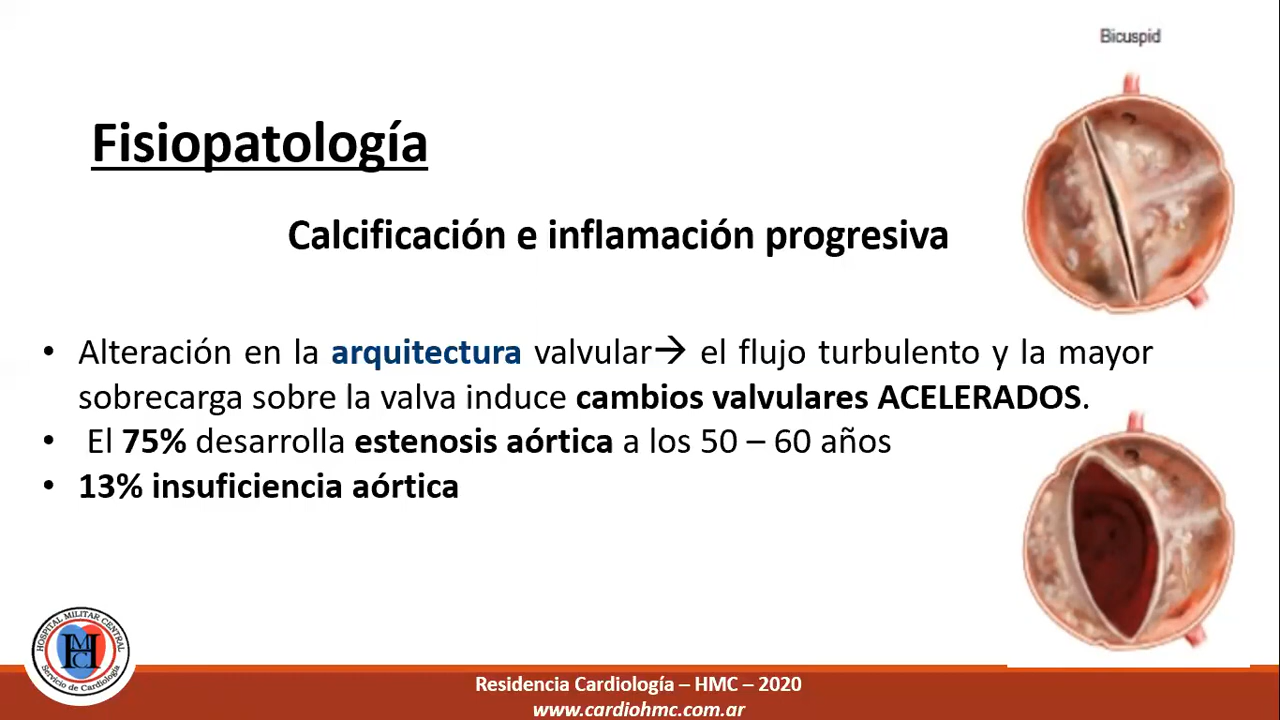 Bicuspid
Fisiopatología
Calcificación e inflamación progresiva
• Alteración en la arquitectura valvular→ el flujo turbulento y la mayor
sobrecarga sobre la valva induce cambios valvulares ACELERADOS.
• El 75% desarrolla estenosis aórtica a los 50 – 60 años
• 13% insuficiencia aórtica
HOSPITAL MILITAR CENTRAL
HMC
Servicio de Cardiología
Residencia Cardiología – HMC – 2020
www.cardiohmc.com.ar